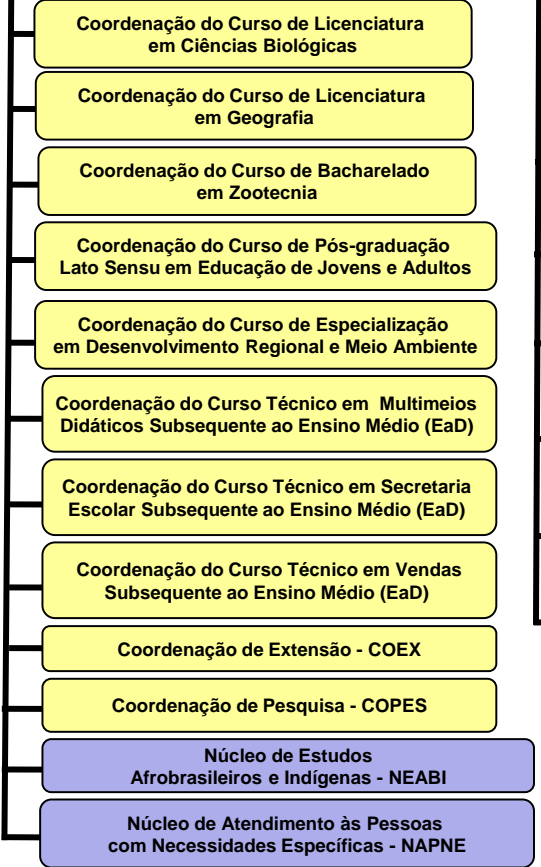 Coordenação do Curso de Licenciatura
em Ciências Biológicas
Coordenação do Curso de Licenciatura
em Geografia
Coordenação do Curso de Bacharelado
em Zootecnia
Coordenação do Curso de Pós-graduação
Lato Sensu em Educação de Jovens e Adultos
Coordenação do Curso de Especialização
em Desenvolvimento Regional e Meio Ambiente
Coordenação do Curso Técnico em Multimeios
Didáticos Subsequente ao Ensino Médio (EaD)
Coordenação do Curso Técnico em Secretaria
Escolar Subsequente ao Ensino Médio (EaD)
Coordenação do Curso Técnico em Vendas
Subsequente ao Ensino Médio (EaD)
Coordenação de Extensão - COEX
Coordenação de Pesquisa - COPES
Núcleo de Estudos
Afrobrasileiros e Indígenas - NEABI
Núcleo de Atendimento às Pessoas
com Necessidades Específicas - NAPNE